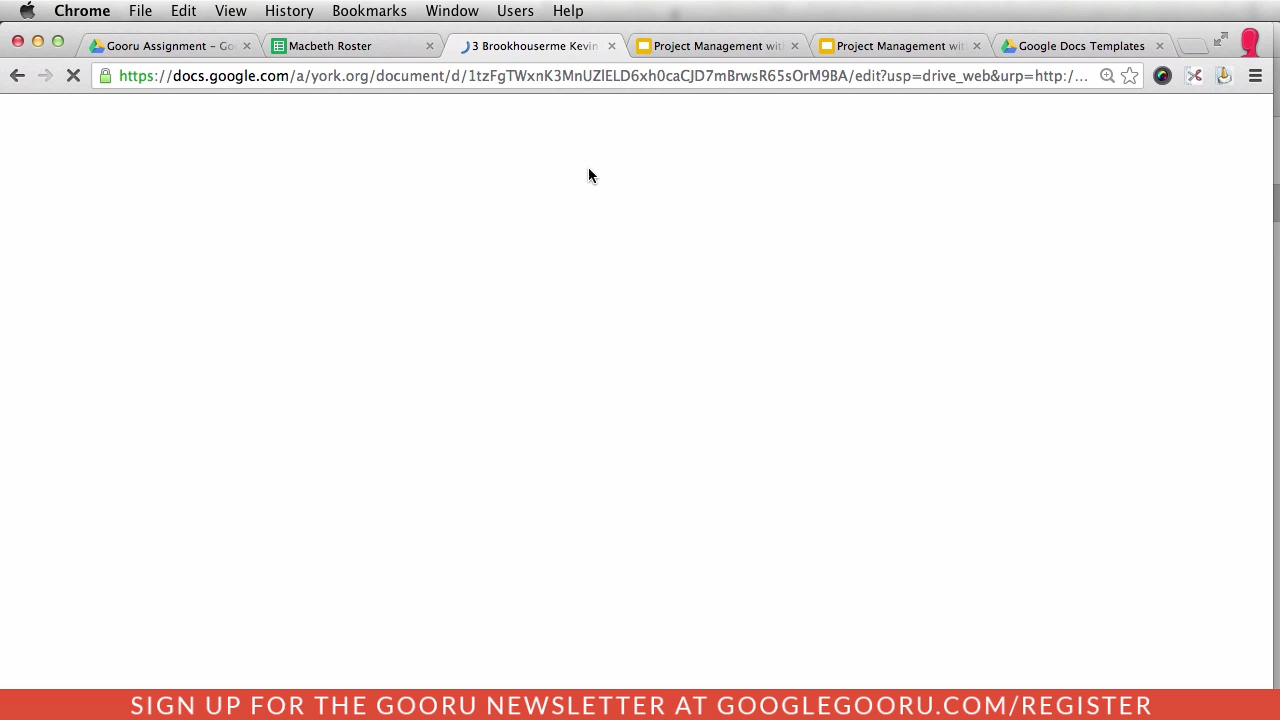 Chrome File Edit View History Bookmarks Window Users Help
Gooru Assignment – Go
Macbeth Roster
3 Brookhouserre Kevin
Project Management wit
Project Management wit
Google Docs Templates
https://docs.google.com/a/york.org/document/d/1tzFgTWxnK3MnUZlELD6xh0caCJD7mBrwsR65sOrM9BA/edit?usp=drive_web&urp=http:/...
SIGN UP FOR THE GOORU NEWSLETTER AT GOOGLEGOORU.COM/REGISTER